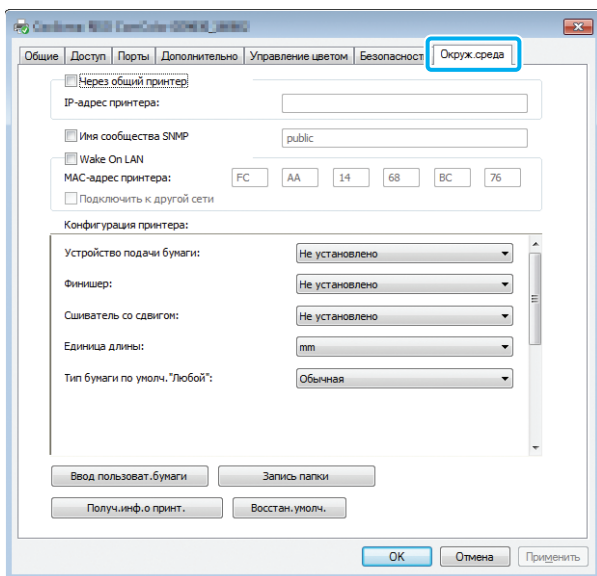 Общие Доступ Порты Дополнительно Управление цветом Безопасност Окруж.среда
Через общий принтер
IP-адрес принтера:
Имя сообщества SNMP public
Wake On LAN
MAC-адрес принтера: FC AA 14 68 BC 76
Подключить к другой сети
Конфигурация принтера:
Устройство подачи бумаги: Не установлено
Финишер: Не установлено
Сшиватель со сдвигом: Не установлено
Единица длины: mm
Тип бумаги по умолч."Любой": Обычная
Ввод пользоват.бумаги Запись папки
Получ.инф.о принт. Восстан.умолч.
OK Отмена Применить